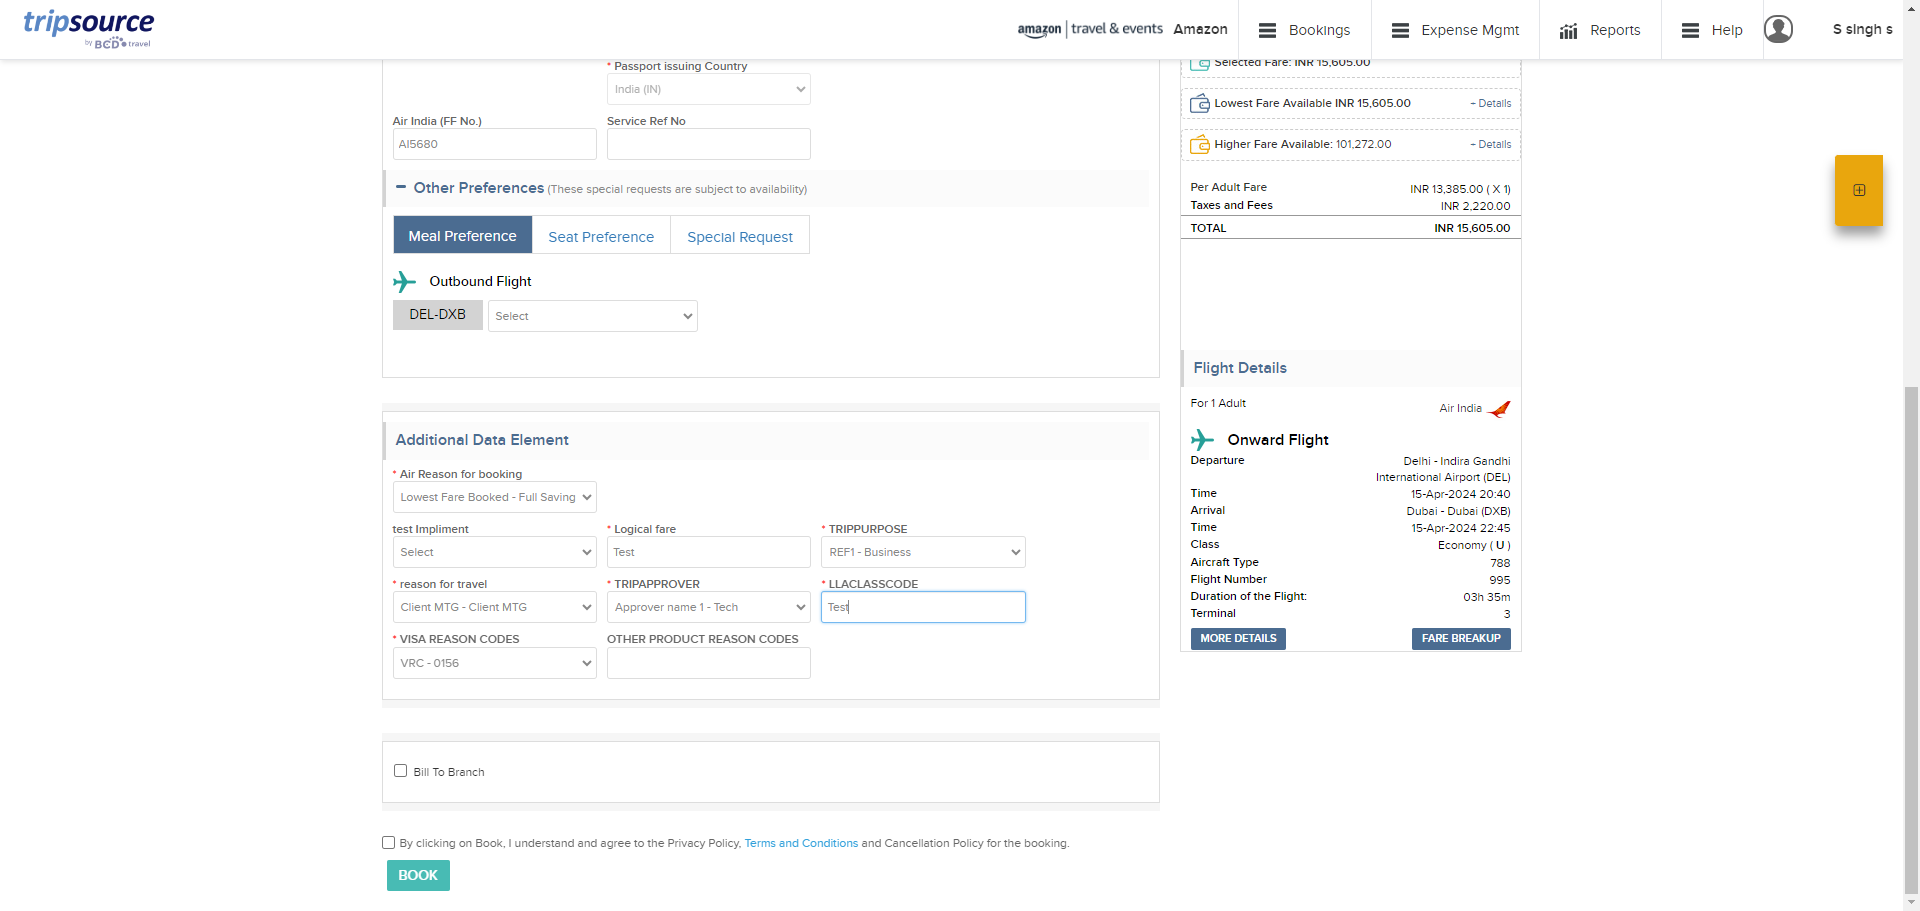 tripsource
by BCD travel
amazon | travel & events Amazon
Bookings
Expense Mgmt
Reports
Help
S singh s
* Passport issuing Country
India (IN)
Air India (FF No.)
Service Ref No
AI5680
Other Preferences (These special requests are subject to availability)
Meal Preference
Seat Preference
Special Request
Outbound Flight
DEL-DXB
Select
Additional Data Element
* Air Reason for booking
Lowest Fare Booked - Full Saving
test Impliment
* Logical fare
* TRIPPURPOSE
Select
Test
REF1 - Business
* reason for travel
* TRIPAPPROVER
* LLACLASSCODE
Client MTG - Client MTG
Approver name 1 - Tech
Test
* VISA REASON CODES
OTHER PRODUCT REASON CODES
VRC - 0156
Bill To Branch
By clicking on Book, I understand and agree to the Privacy Policy, Terms and Conditions and Cancellation Policy for the booking.
BOOK
Selected Fare: INR 15,605.00
Lowest Fare Available INR 15,605.00 + Details
Higher Fare Available: 101,272.00 + Details
Per Adult Fare INR 13,385.00 ( X 1)
Taxes and Fees INR 2,220.00
TOTAL INR 15,605.00
Flight Details
For 1 Adult Air India
Onward Flight
Departure Delhi - Indira Gandhi
International Airport (DEL)
Time 15-Apr-2024 20:40
Arrival Dubai - Dubai (DXB)
Time 15-Apr-2024 22:45
Class Economy ( U )
Aircraft Type 788
Flight Number 995
Duration of the Flight: 03h 35m
Terminal 3
MORE DETAILS FARE BREAKUP